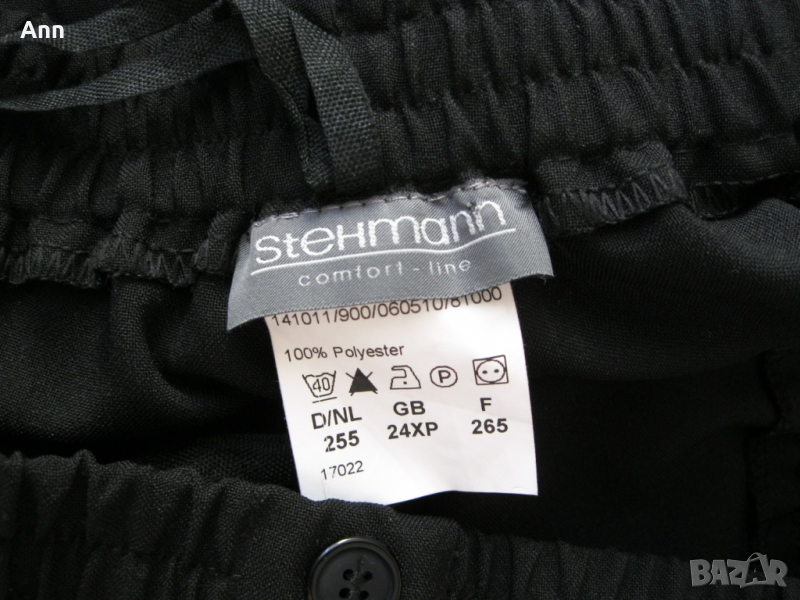 Ann
stehmann
comfort-line
141011/900/060510/81000
100% Polyester
40 P
D/NL GB F
255 24XP 265
17022
BAZAR